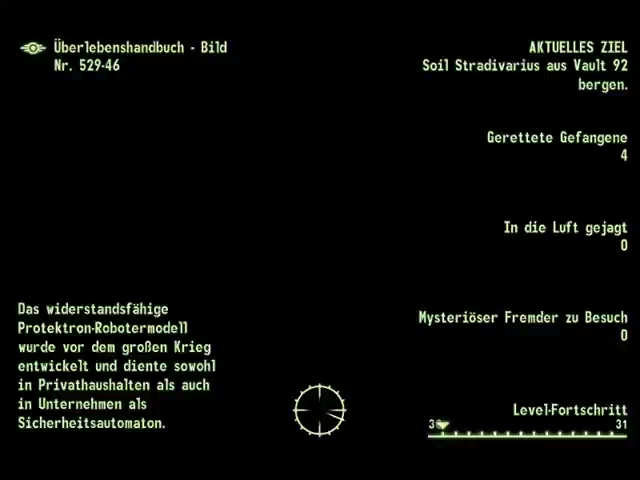 Überlebenshandbuch - Bild
Nr. 529-46
AKTUELLES ZIEL
Soil Stradivarius aus Vault 92
bergen.
Gerettete Gefangene
4
In die Luft gejagt
0
Mysteriöser Fremder zu Besuch
0
Das widerstandsfähige
Protektron-Robotermodell
wurde vor dem großen Krieg
entwickelt und diente sowohl
in Privathaushalten als auch
in Unternehmen als
Sicherheitsautomaton.
Level-Fortschritt
30 31